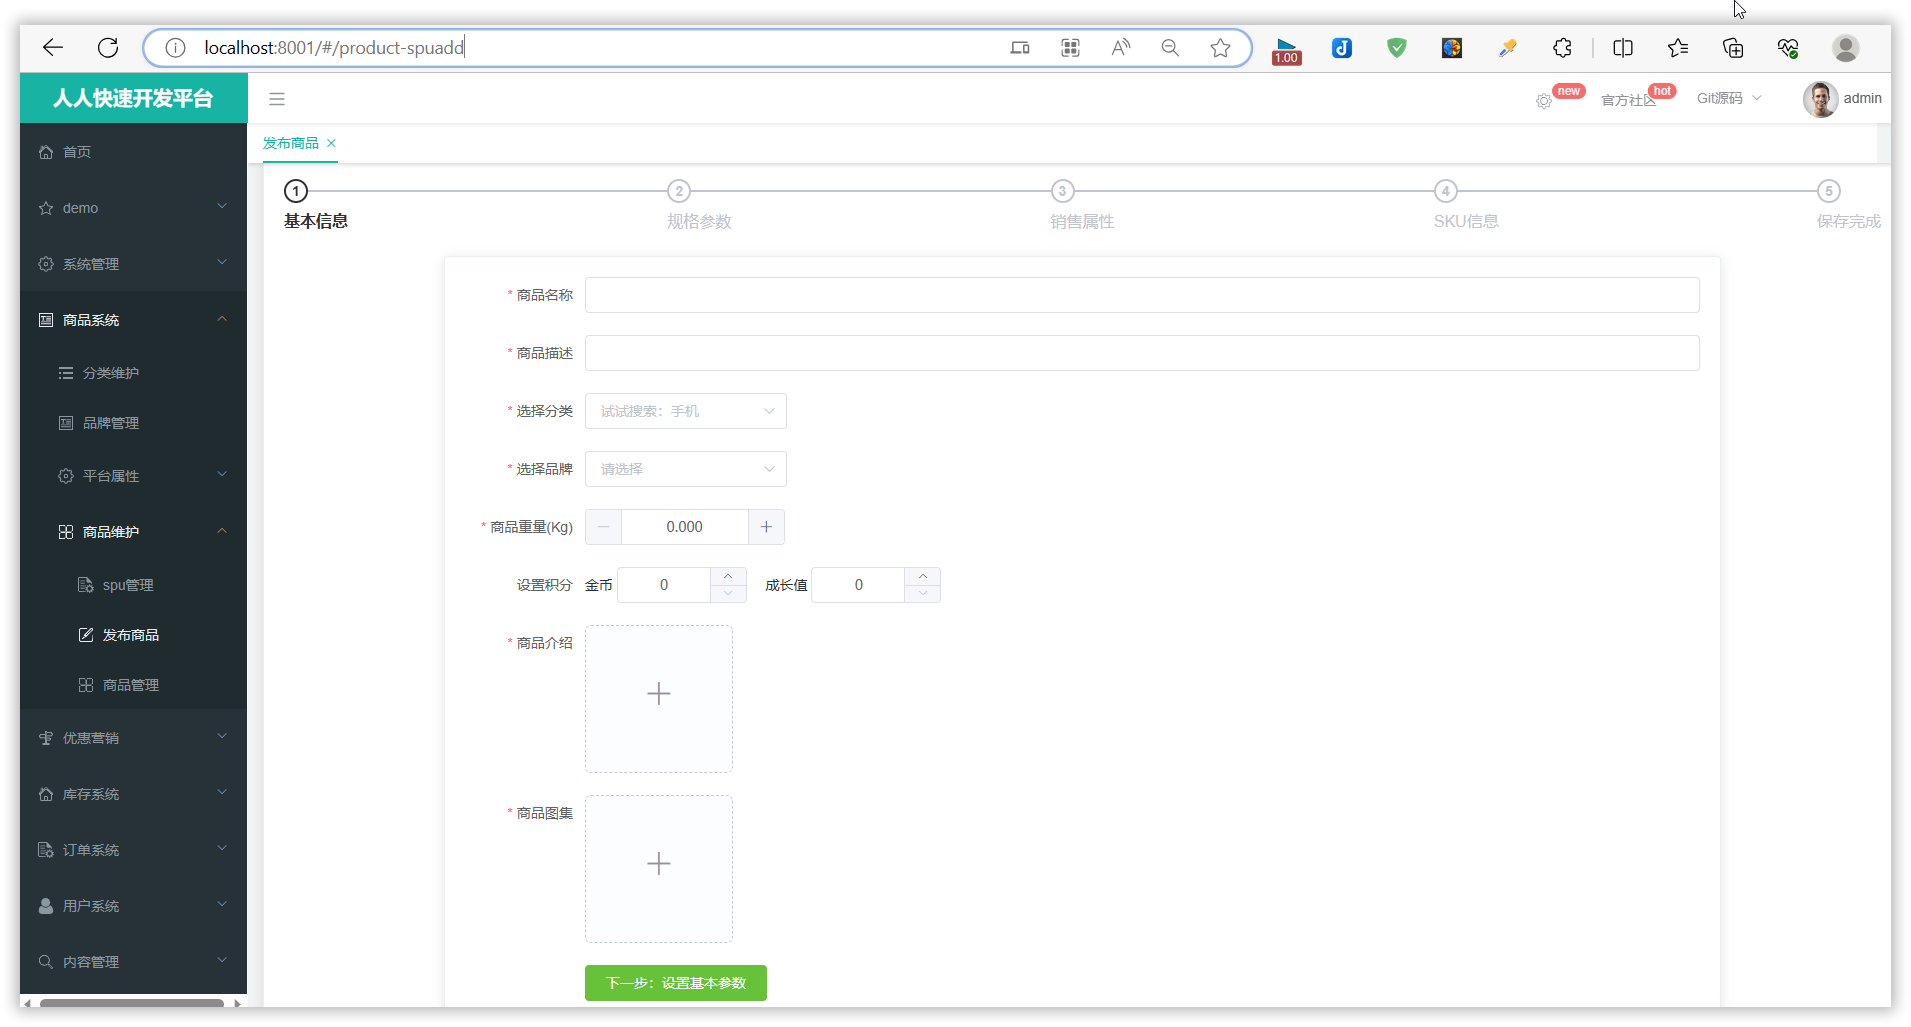 localhost:8001/#/product-spuadd
1.00
人人快速开发平台
new
官方社区
hot
Git源码
admin
首页
demo
系统管理
商品系统
分类维护
品牌管理
平台属性
商品维护
spu管理
发布商品
商品管理
优惠营销
库存系统
订单系统
用户系统
内容管理
发布商品
1
2
3
4
5
基本信息
规格参数
销售属性
SKU信息
保存完成
* 商品名称
* 商品描述
* 选择分类 试试搜索：手机
* 选择品牌 请选择
* 商品重量(Kg) 0.000
设置积分 金币 0 成长值 0
* 商品介绍
* 商品图集
下一步：设置基本参数